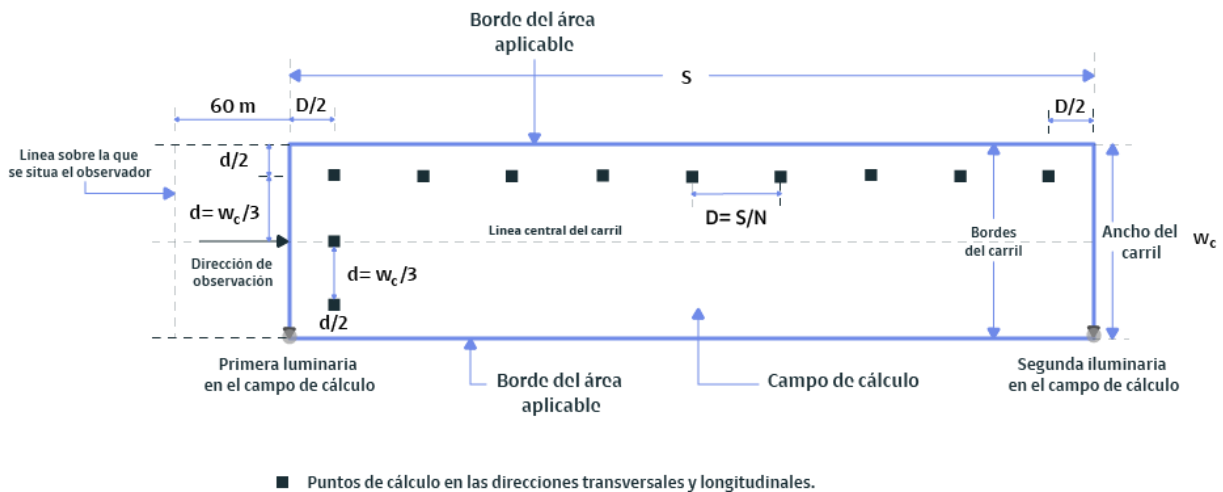 Borde del área
aplicable
S
60 m
D/2
D/2
Línea sobre la que
se situa el observador
d/2
d= wc/3
D= S/N
Linea central del carril
Bordes
del carril
Ancho del
carril
wc
Dirección de
observación
d= wc/3
d/2
Primera luminaria
en el campo de cálculo
Borde del área
aplicable
Campo de cálculo
Segunda iluminaria
en el campo de cálculo
Puntos de cálculo en las direcciones transversales y longitudinales.